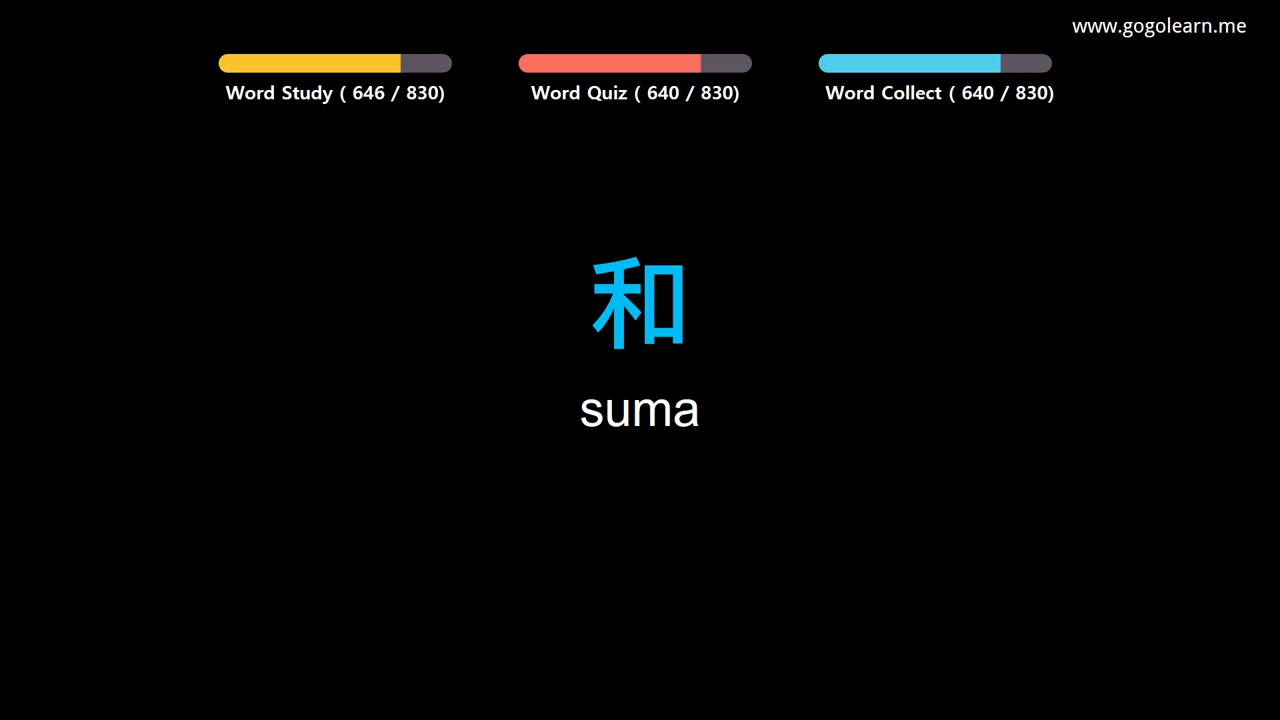 www.gogolearn.me
Word Study ( 646 / 830)
Word Quiz ( 640 / 830)
Word Collect ( 640 / 830)
和
suma